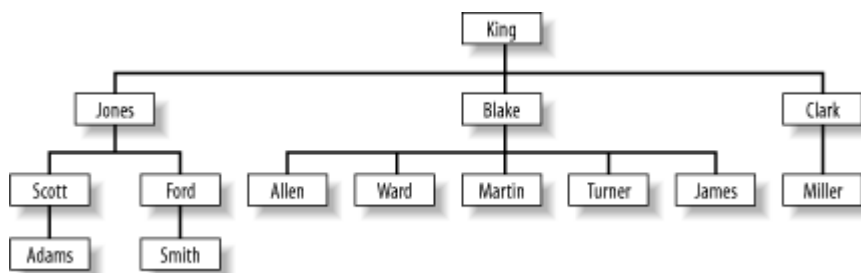 King
Jones Blake Clark
Scott Ford Allen Ward Martin Turner James Miller
Adams Smith